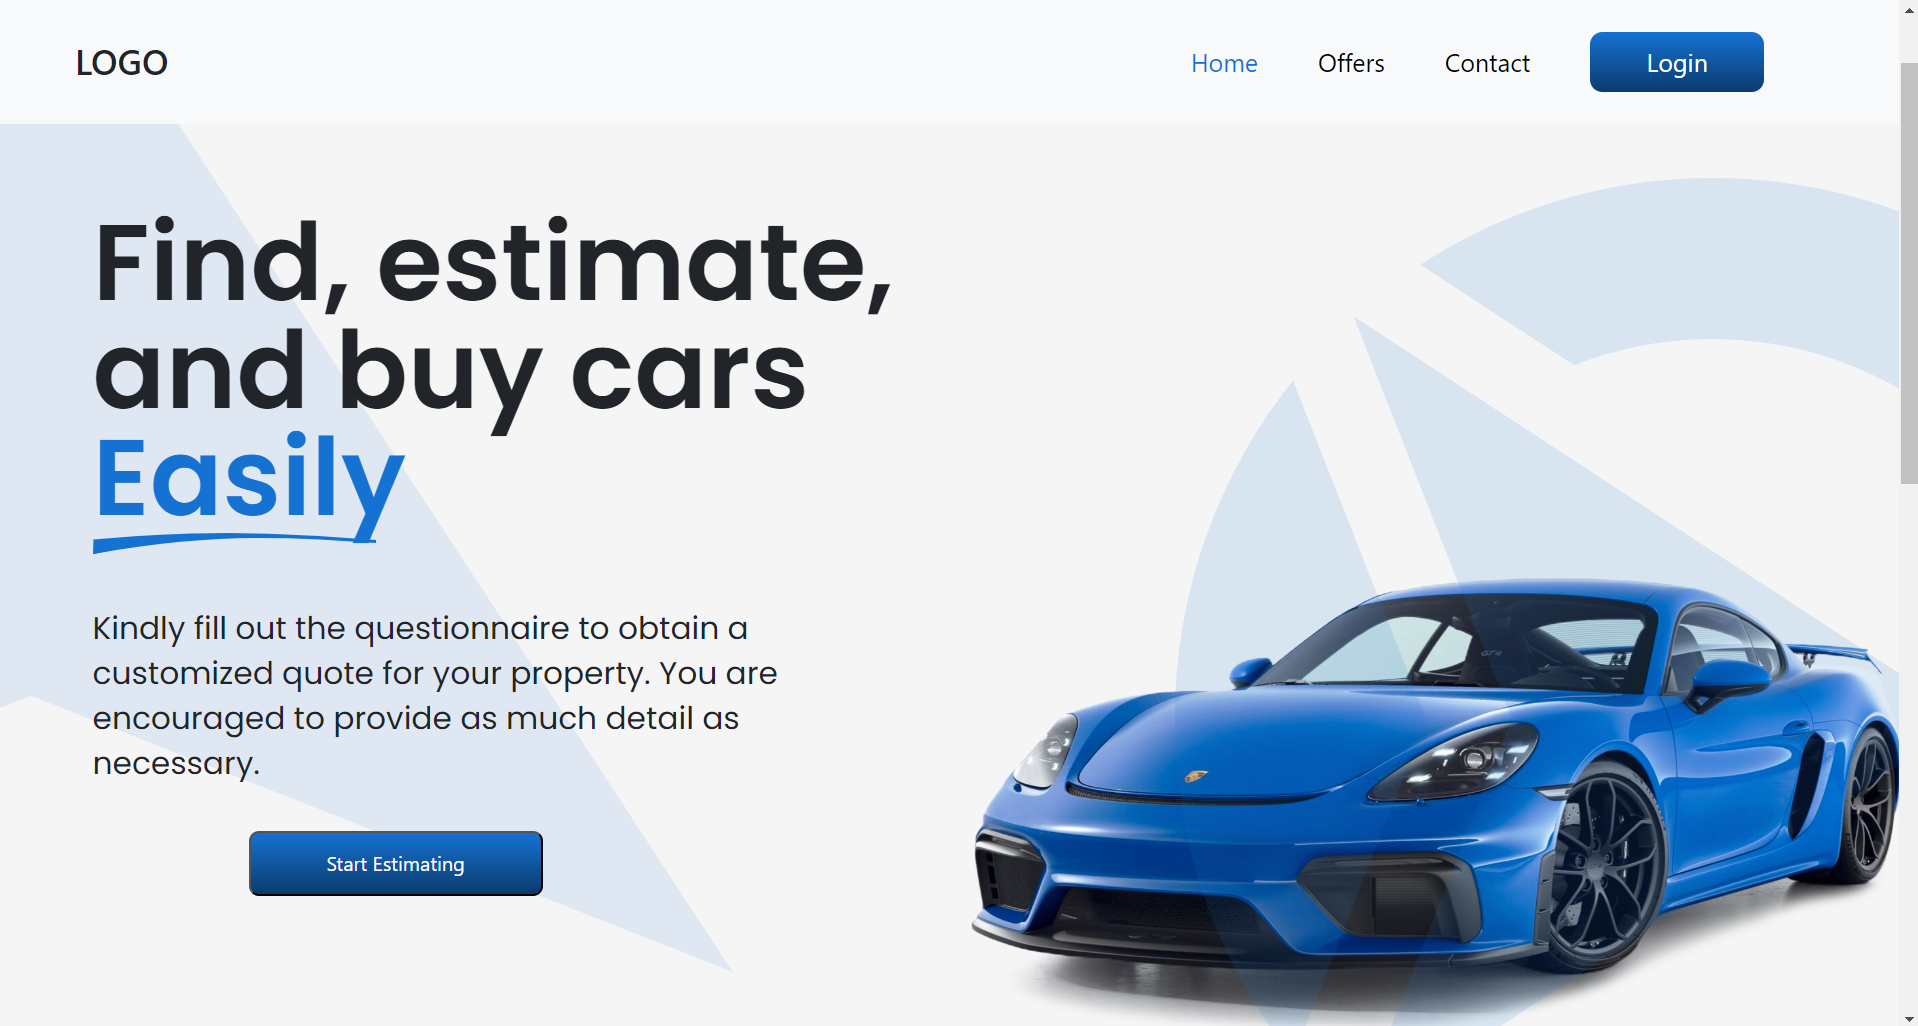 LOGO
Home
Offers
Contact
Login
Find, estimate,
and buy cars
Easily
Kindly fill out the questionnaire to obtain a
customized quote for your property. You are
encouraged to provide as much detail as
necessary.
Start Estimating
GT4